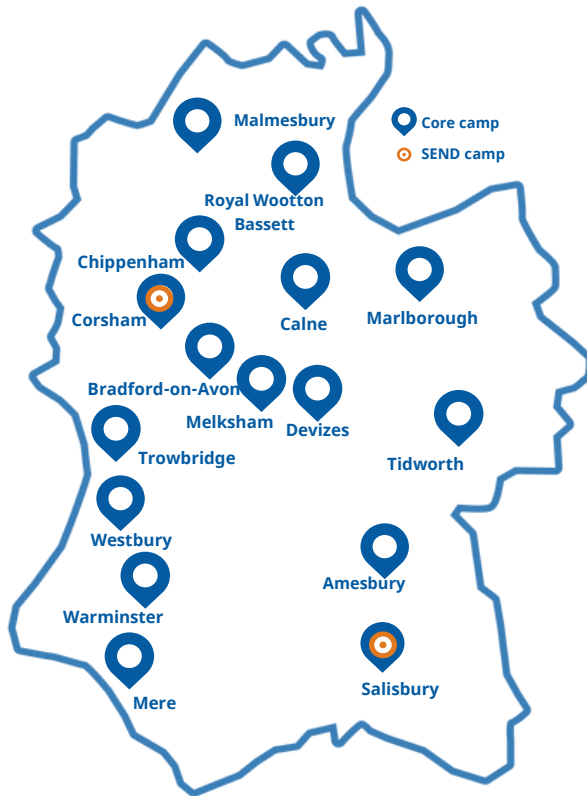 Malmesbury
Core camp
SEND camp
Royal Wootton
Bassett
Chippenham
Corsham
Calne
Marlborough
Bradford-on-Avon
Melksham
Devizes
Trowbridge
Tidworth
Westbury
Amesbury
Warminster
Salisbury
Mere